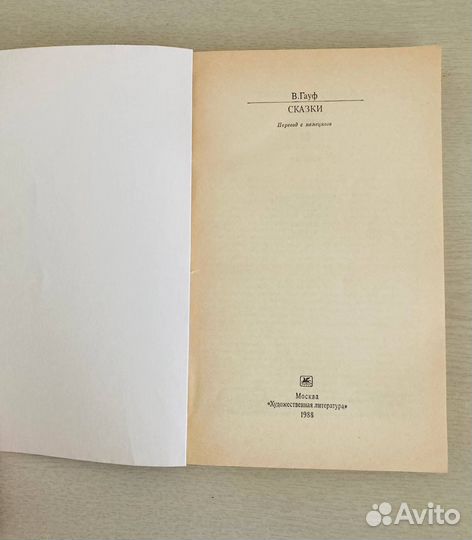 В.Гауф
СКАЗКИ
Перевод с немецкого
Москва
«Художественная литература»
1988
Avito